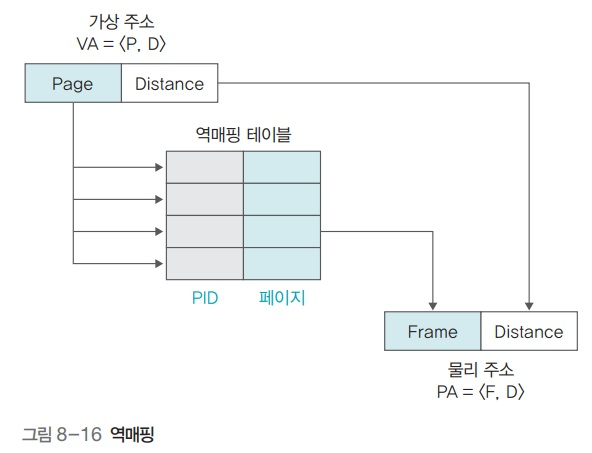 가상 주소
VA = 〈P, D〉
Page Distance
역매핑 테이블
PID 페이지
Frame Distance
물리 주소
PA = 〈F, D〉
그림 8-16 역매핑